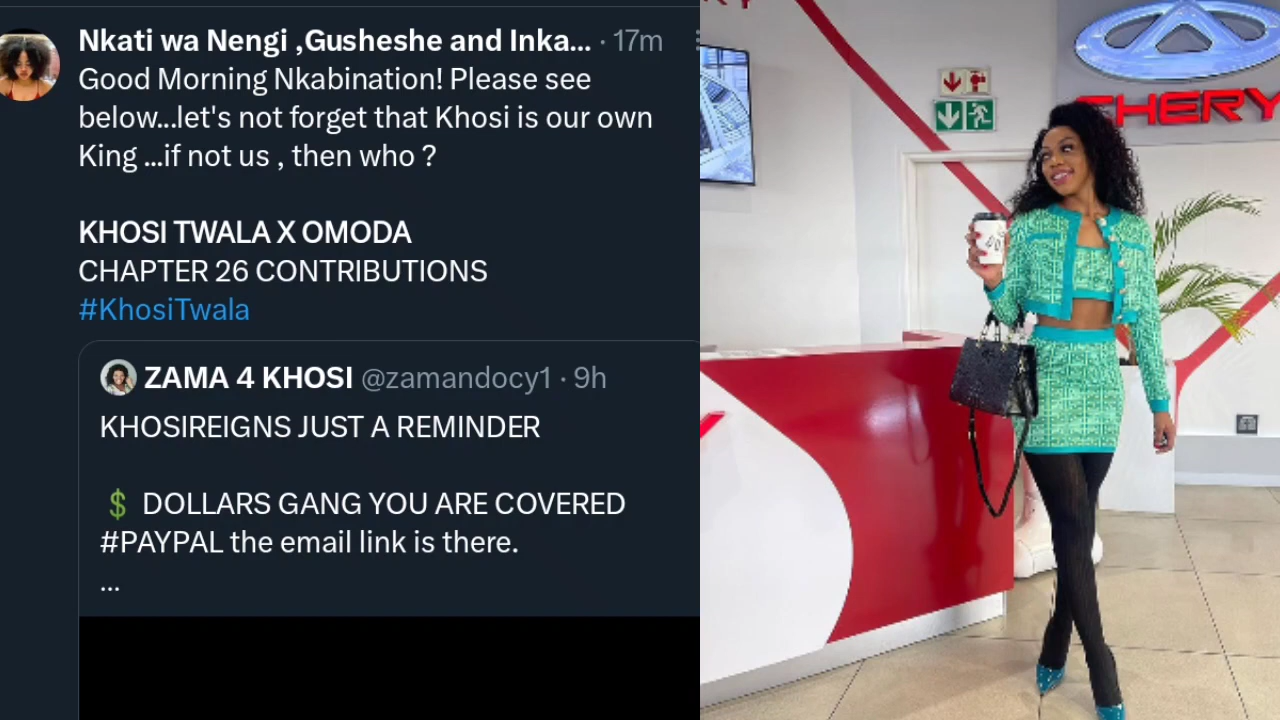 Nkati wa Nengi ,Gusheshe and Inka... · 17m
Good Morning Nkabination! Please see
below...let's not forget that Khosi is our own
King ...if not us , then who ?
KHOSI TWALA X OMODA
CHAPTER 26 CONTRIBUTIONS
#KhosiTwala
ZAMA 4 KHOSI @zamandocy1 · 9h
KHOSIREIGNS JUST A REMINDER
💲 DOLLARS GANG YOU ARE COVERED
#PAYPAL the email link is there.
...
CHERY